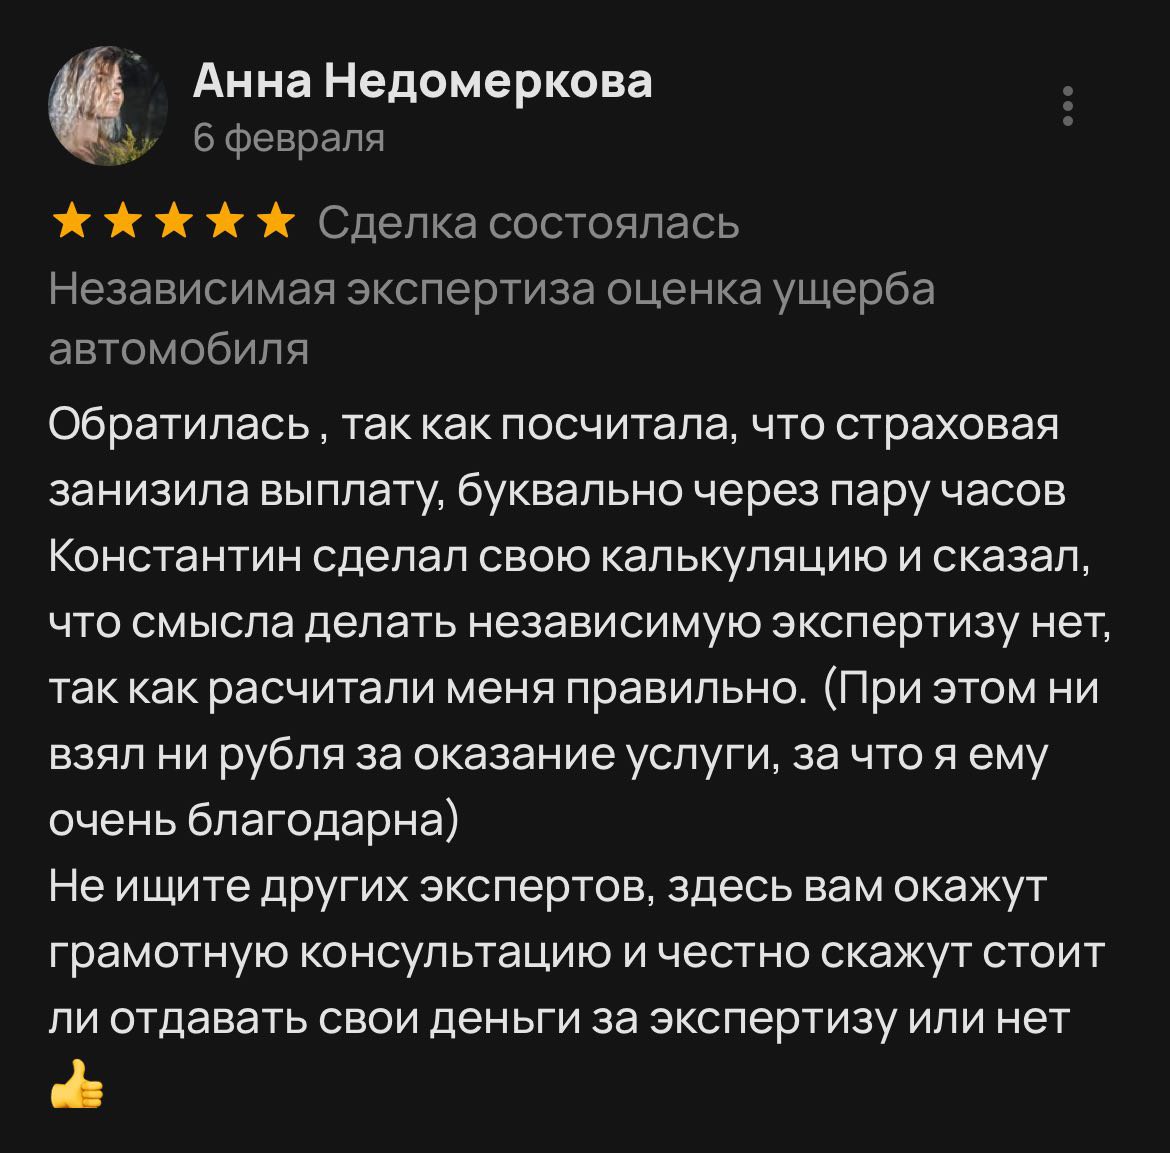 Анна Недомеркова
6 февраля
Сделка состоялась
Независимая экспертиза оценка ущерба
автомобиля
Обратилась , так как посчитала, что страховая
занизила выплату, буквально через пару часов
Константин сделал свою калькуляцию и сказал,
что смысла делать независимую экспертизу нет,
так как расчитали меня правильно. (При этом ни
взял ни рубля за оказание услуги, за что я ему
очень благодарна)
Не ищите других экспертов, здесь вам окажут
грамотную консультацию и честно скажут стоит
ли отдавать свои деньги за экспертизу или нет
👍